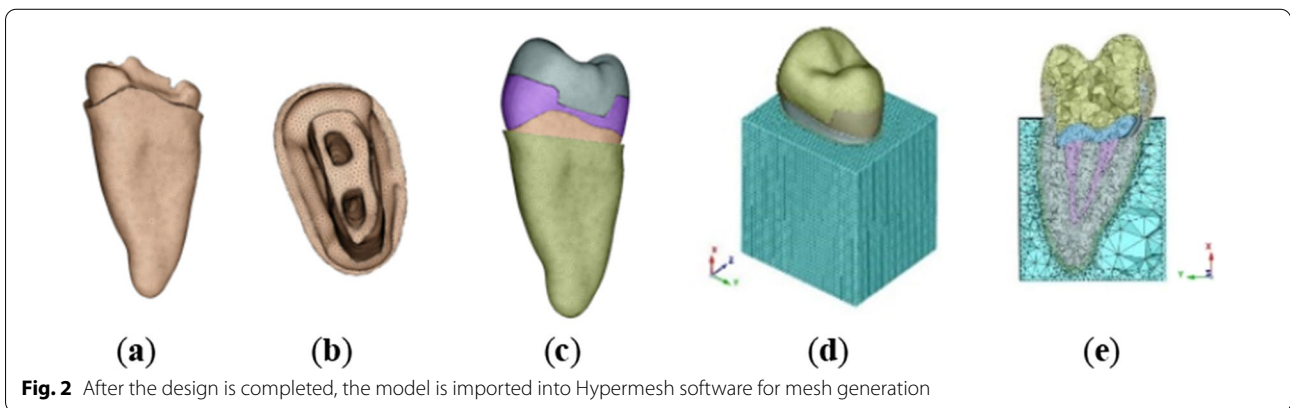 (a) (b) (c) (d) (e)
Fig. 2 After the design is completed, the model is imported into Hypermesh software for mesh generation